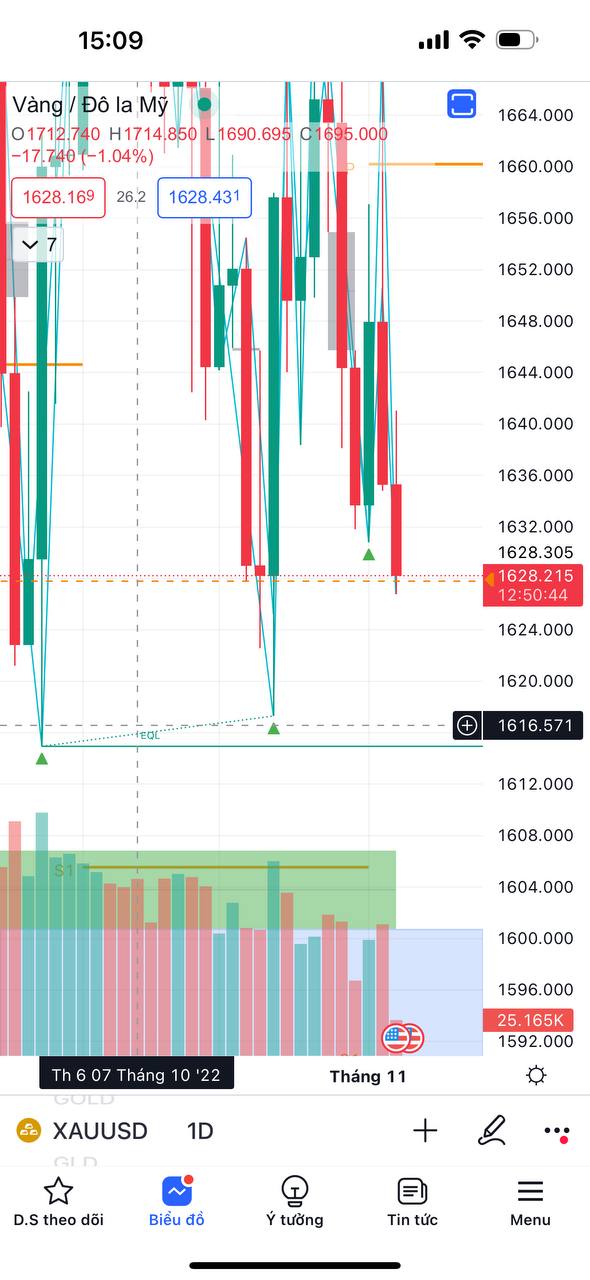 15:09
Vàng / Đô la Mỹ
O1712.740 H1714.850 L1690.695 C1695.000
−17.740 (−1.04%)
1628.169 26.2 1628.431
7
1664.000
1660.000
1656.000
1652.000
1648.000
1644.000
1640.000
1636.000
1632.000
1628.305
1628.215
12:50:44
1624.000
1620.000
1616.571
EQL
1612.000
1608.000
S1
1604.000
1600.000
1596.000
25.165K
1592.000
Th 6 07 Tháng 10 '22
Tháng 11
GOLD
XAUUSD 1D
GLD
D.S theo dõi
Biểu đồ
Ý tưởng
Tin tức
Menu